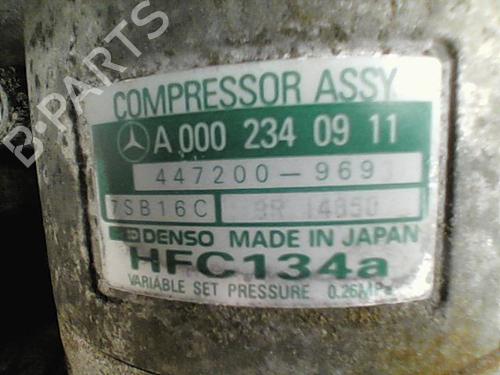 B-PARTS
COMPRESSOR ASSY
A 000 234 09 11
447200-969
7SB16C
DENSO MADE IN JAPAN
HFC134a
VARIABLE SET PRESSURE 0.26MPa